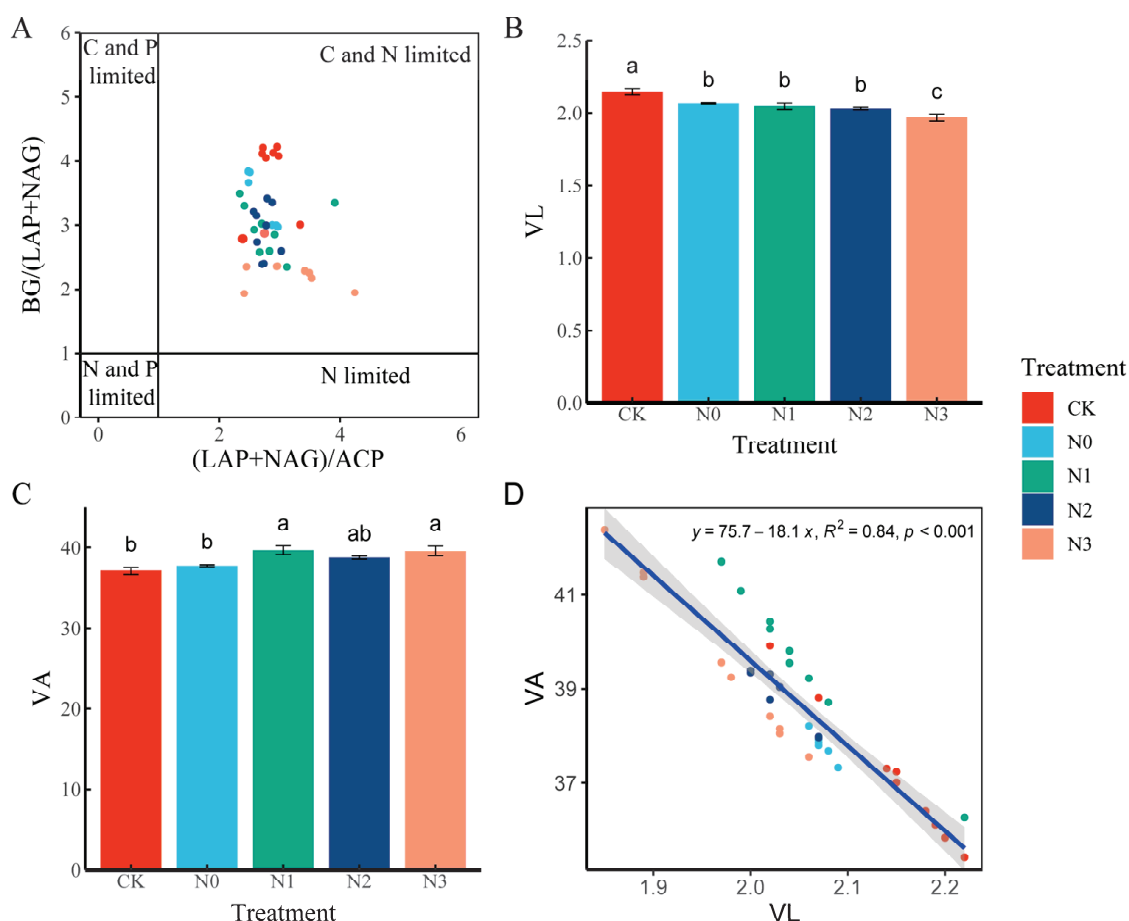 A
C and P
limited
C and N limited
N and P
limited
N limited
6
5
4
3
2
1
0
BG/(LAP+NAG)
0 2 4 6
(LAP+NAG)/ACP
B
2.5
2.0
1.5
1.0
0.5
0.0
VL
a b b b c
CK N0 N1 N2 N3
Treatment
Treatment
CK
N0
N1
N2
N3
C
40
30
20
10
0
VA
b b a ab a
CK N0 N1 N2 N3
Treatment
D
y = 75.7 – 18.1 x, R² = 0.84, p < 0.001
41
39
37
VA
1.9 2.0 2.1 2.2
VL